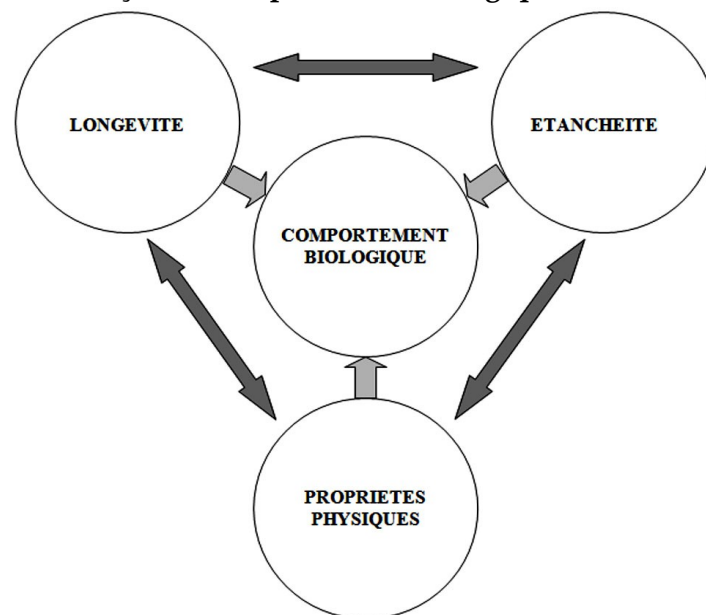 LONGEVITE
ETANCHEITE
COMPORTEMENT
BIOLOGIQUE
PROPRIETES
PHYSIQUES